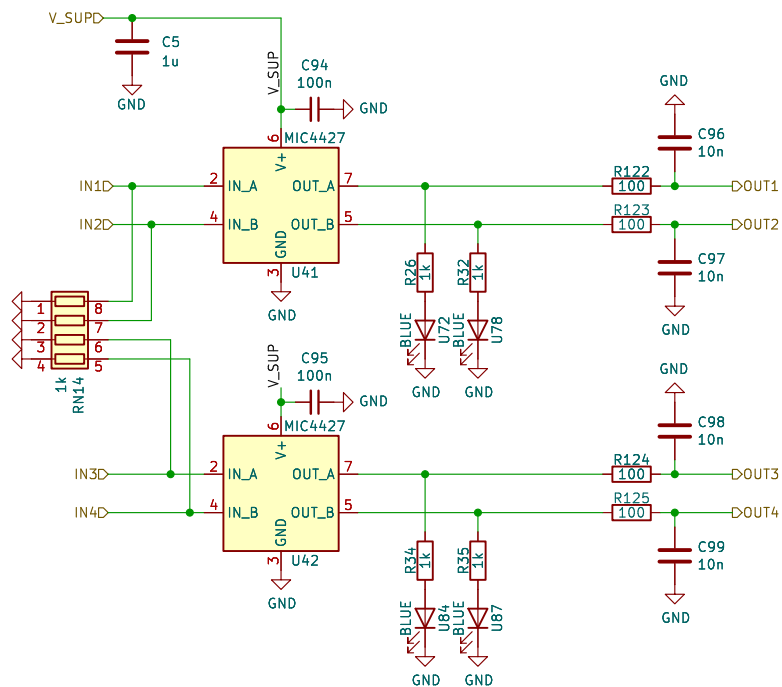 V_SUP
C5
1u
GND
V_SUP
C94
100n
GND
MIC4427
6
V+
IN1
2
IN_A
OUT_A
7
IN2
4
IN_B
OUT_B
5
GND
3
U41
GND
GND
C96
10n
R122
100
OUT1
R123
100
OUT2
C97
10n
GND
R26
1k
R32
1k
BLUE
U72
BLUE
U78
GND
GND
1
8
2
7
3
6
4
5
1k
RN14
V_SUP
C95
100n
GND
MIC4427
6
V+
IN3
2
IN_A
OUT_A
7
IN4
4
IN_B
OUT_B
5
GND
3
U42
GND
GND
C98
10n
R124
100
OUT3
R125
100
OUT4
C99
10n
GND
R34
1k
R35
1k
BLUE
U84
BLUE
U87
GND
GND